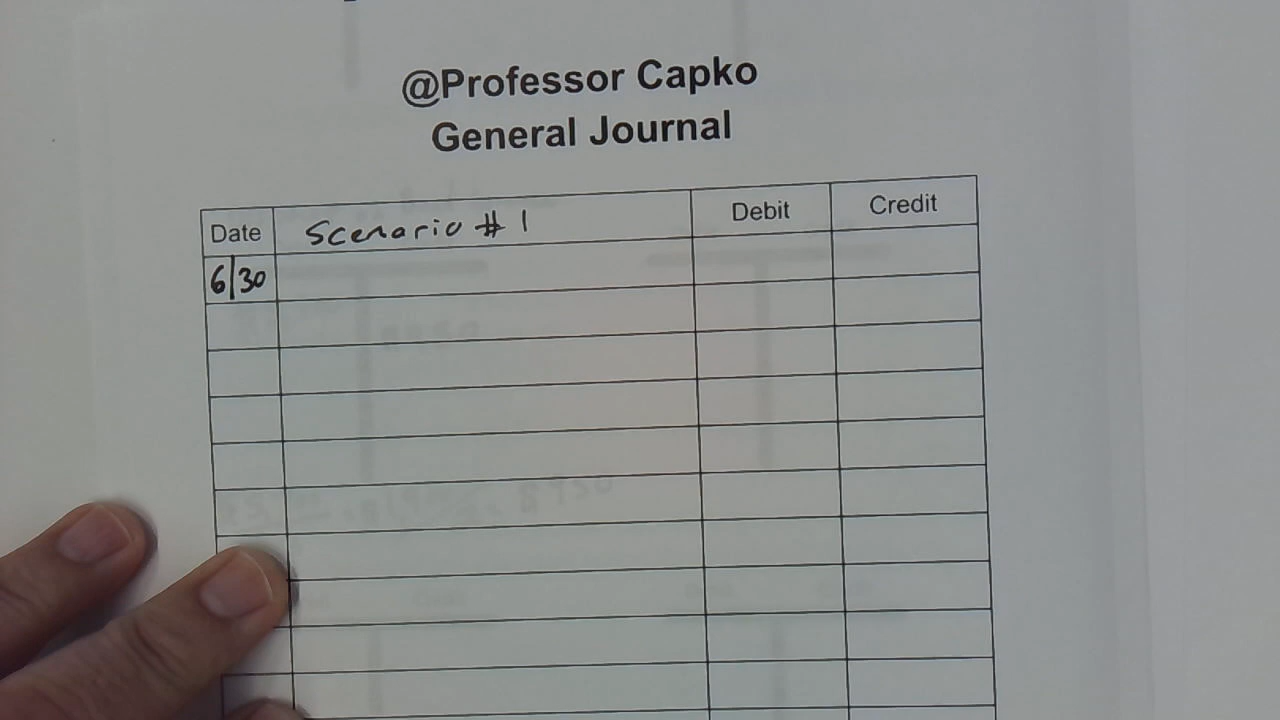 @Professor Capko
General Journal
Date Scenario # 1 Debit Credit
6/30